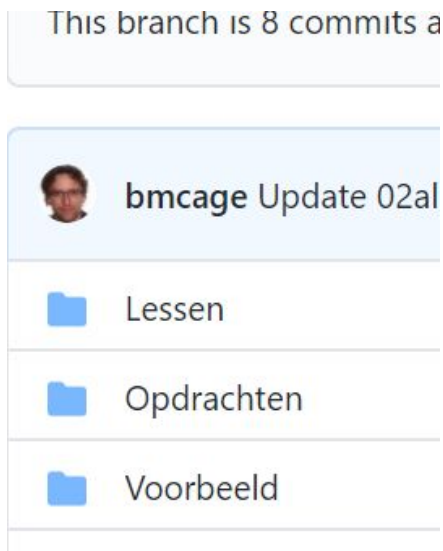 This branch is 8 commits a
bmcage Update 02al
Lessen
Opdrachten
Voorbeeld